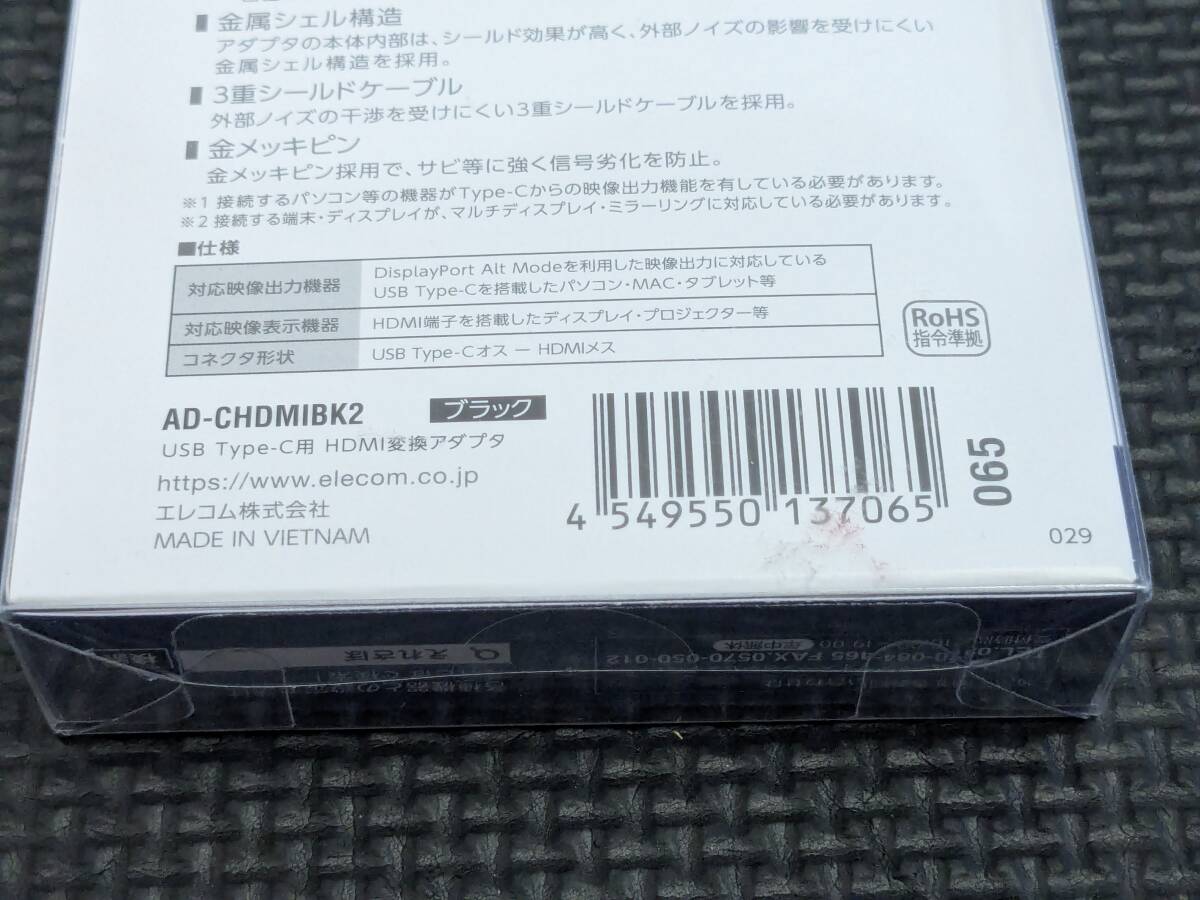 金属シェル構造
アダプタの本体内部は、シールド効果が高く、外部ノイズの影響を受けにくい
金属シェル構造を採用。
3重シールドケーブル
外部ノイズの干渉を受けにくい3重シールドケーブルを採用。
金メッキピン
金メッキピン採用で、サビ等に強く信号劣化を防止。
※1 接続するパソコン等の機器がType-Cからの映像出力機能を有している必要があります。
※2 接続する端末・ディスプレイが、マルチディスプレイ・ミラーリングに対応している必要があります。
■仕様
対応映像出力機器
DisplayPort Alt Modeを利用した映像出力に対応している
USB Type-Cを搭載したパソコン・MAC・タブレット等
対応映像表示機器
HDMI端子を搭載したディスプレイ・プロジェクター等
コネクタ形状
USB Type-Cオス ー HDMIメス
RoHS
指令準拠
AD-CHDMIBK2
ブラック
USB Type-C用 HDMI変換アダプタ
https://www.elecom.co.jp
エレコム株式会社
MADE IN VIETNAM
4 549550 137065
065
029
えれさぽ
検索
FAX.0570-050-012
年中無休